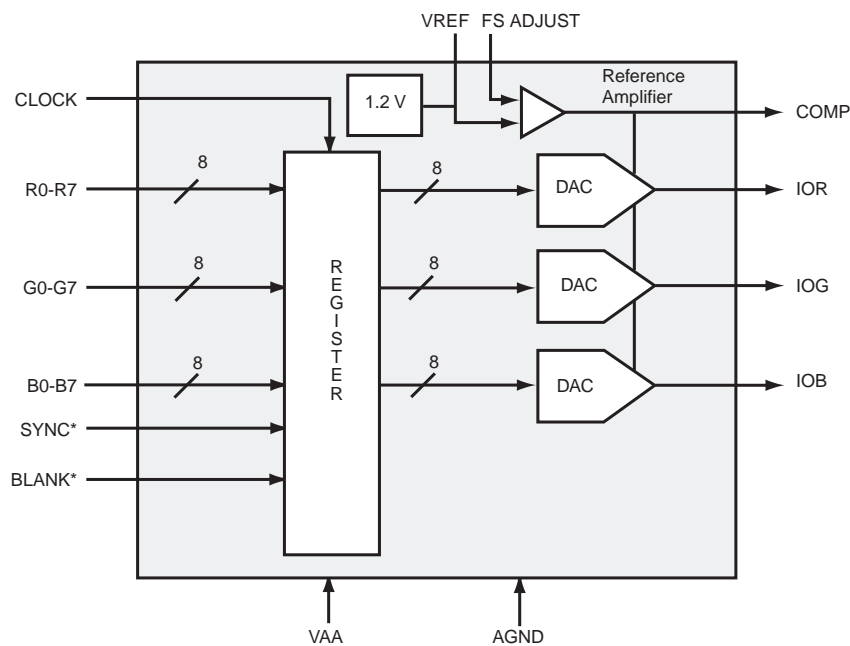 VREF FS ADJUST
CLOCK
1.2 V
Reference
Amplifier
COMP
R0-R7
8
8
DAC
IOR
G0-G7
8
REGISTER
8
DAC
IOG
B0-B7
8
8
DAC
IOB
SYNC*
BLANK*
VAA
AGND